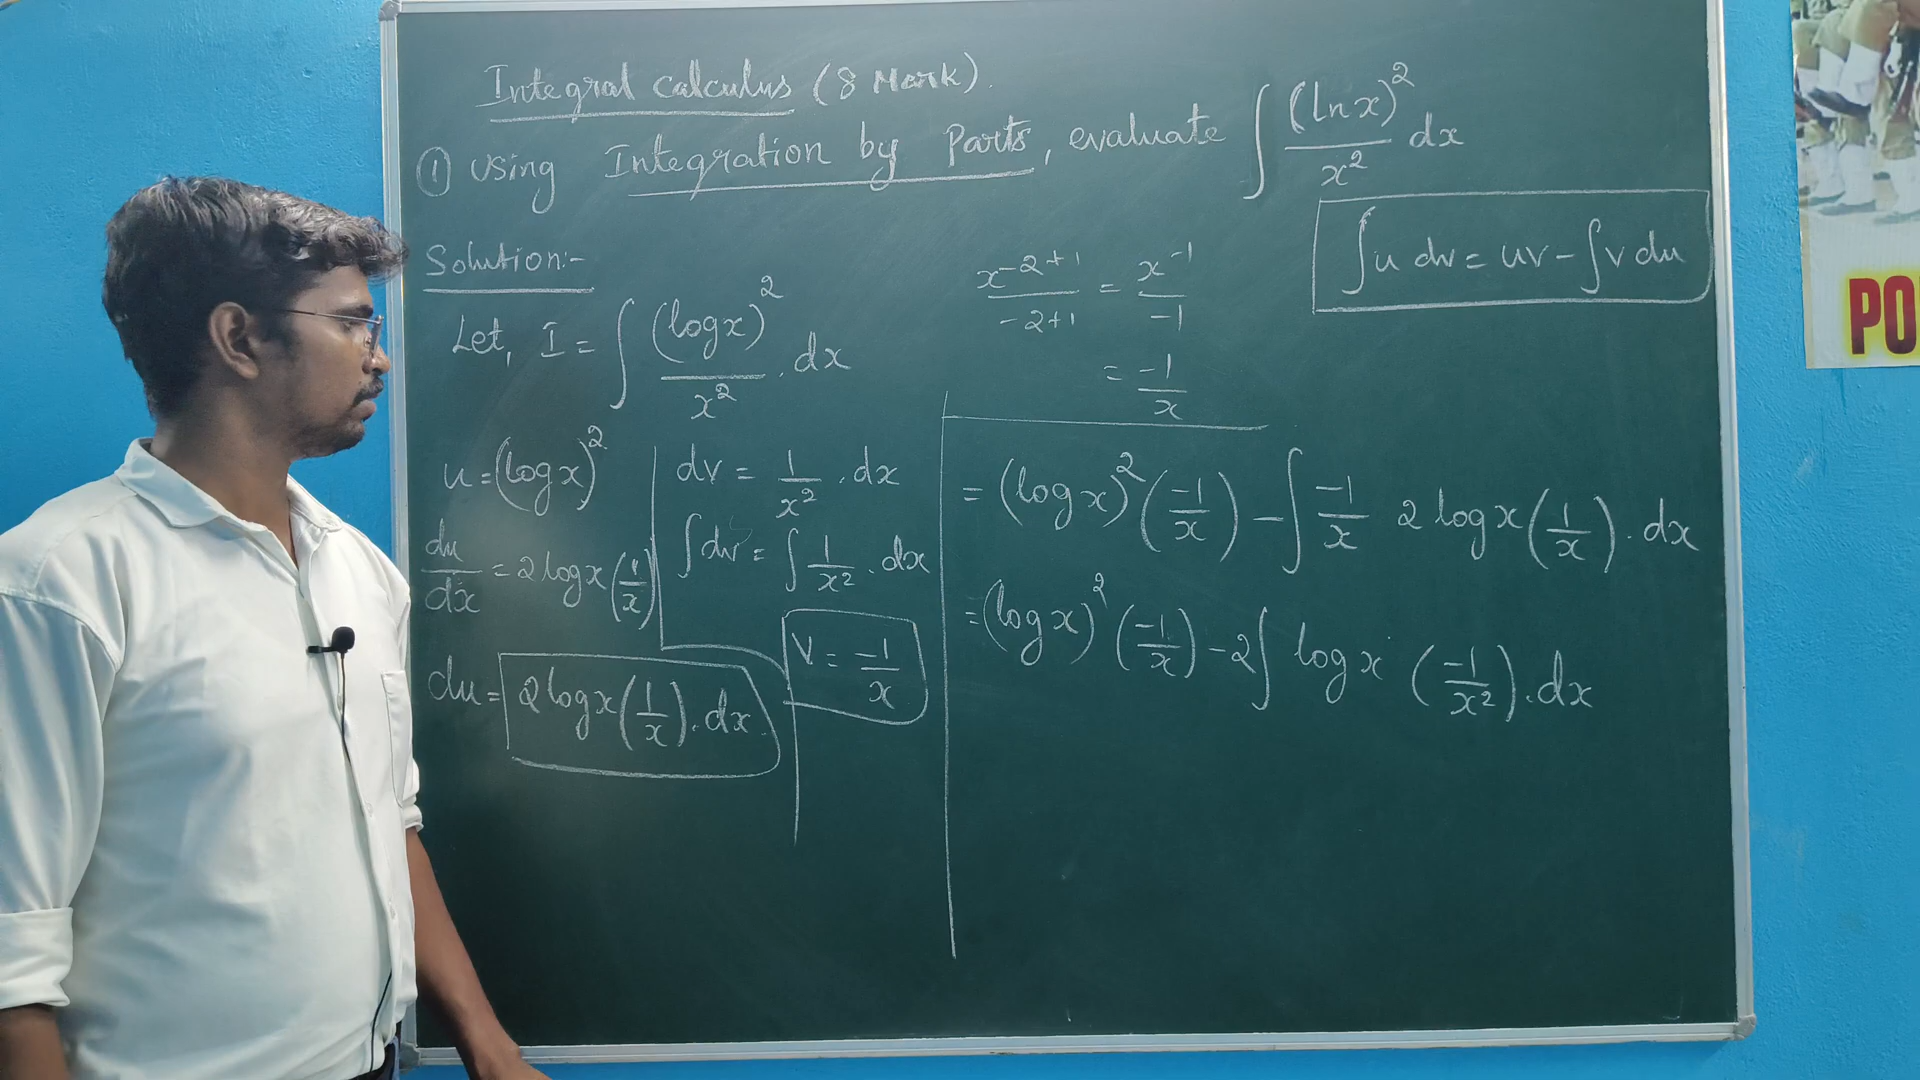 Integral calculus (8 Mark).
① Using Integration by Parts, evaluate ∫ (ln x)² / x² dx
∫u dv = uv - ∫v du
Solution:-
Let, I = ∫ (log x)² / x² . dx
x⁻²⁺¹ / -2+1 = x⁻¹ / -1
= -1/x
u = (log x)²
du/dx = 2 log x (1/x)
du = 2 log x (1/x) . dx
dv = 1/x² . dx
∫dv = ∫ 1/x² . dx
V = -1/x
= (log x)² (-1/x) - ∫ -1/x 2 log x (1/x) . dx
= (log x)² (-1/x) - 2∫ log x (-1/x²) . dx
PO